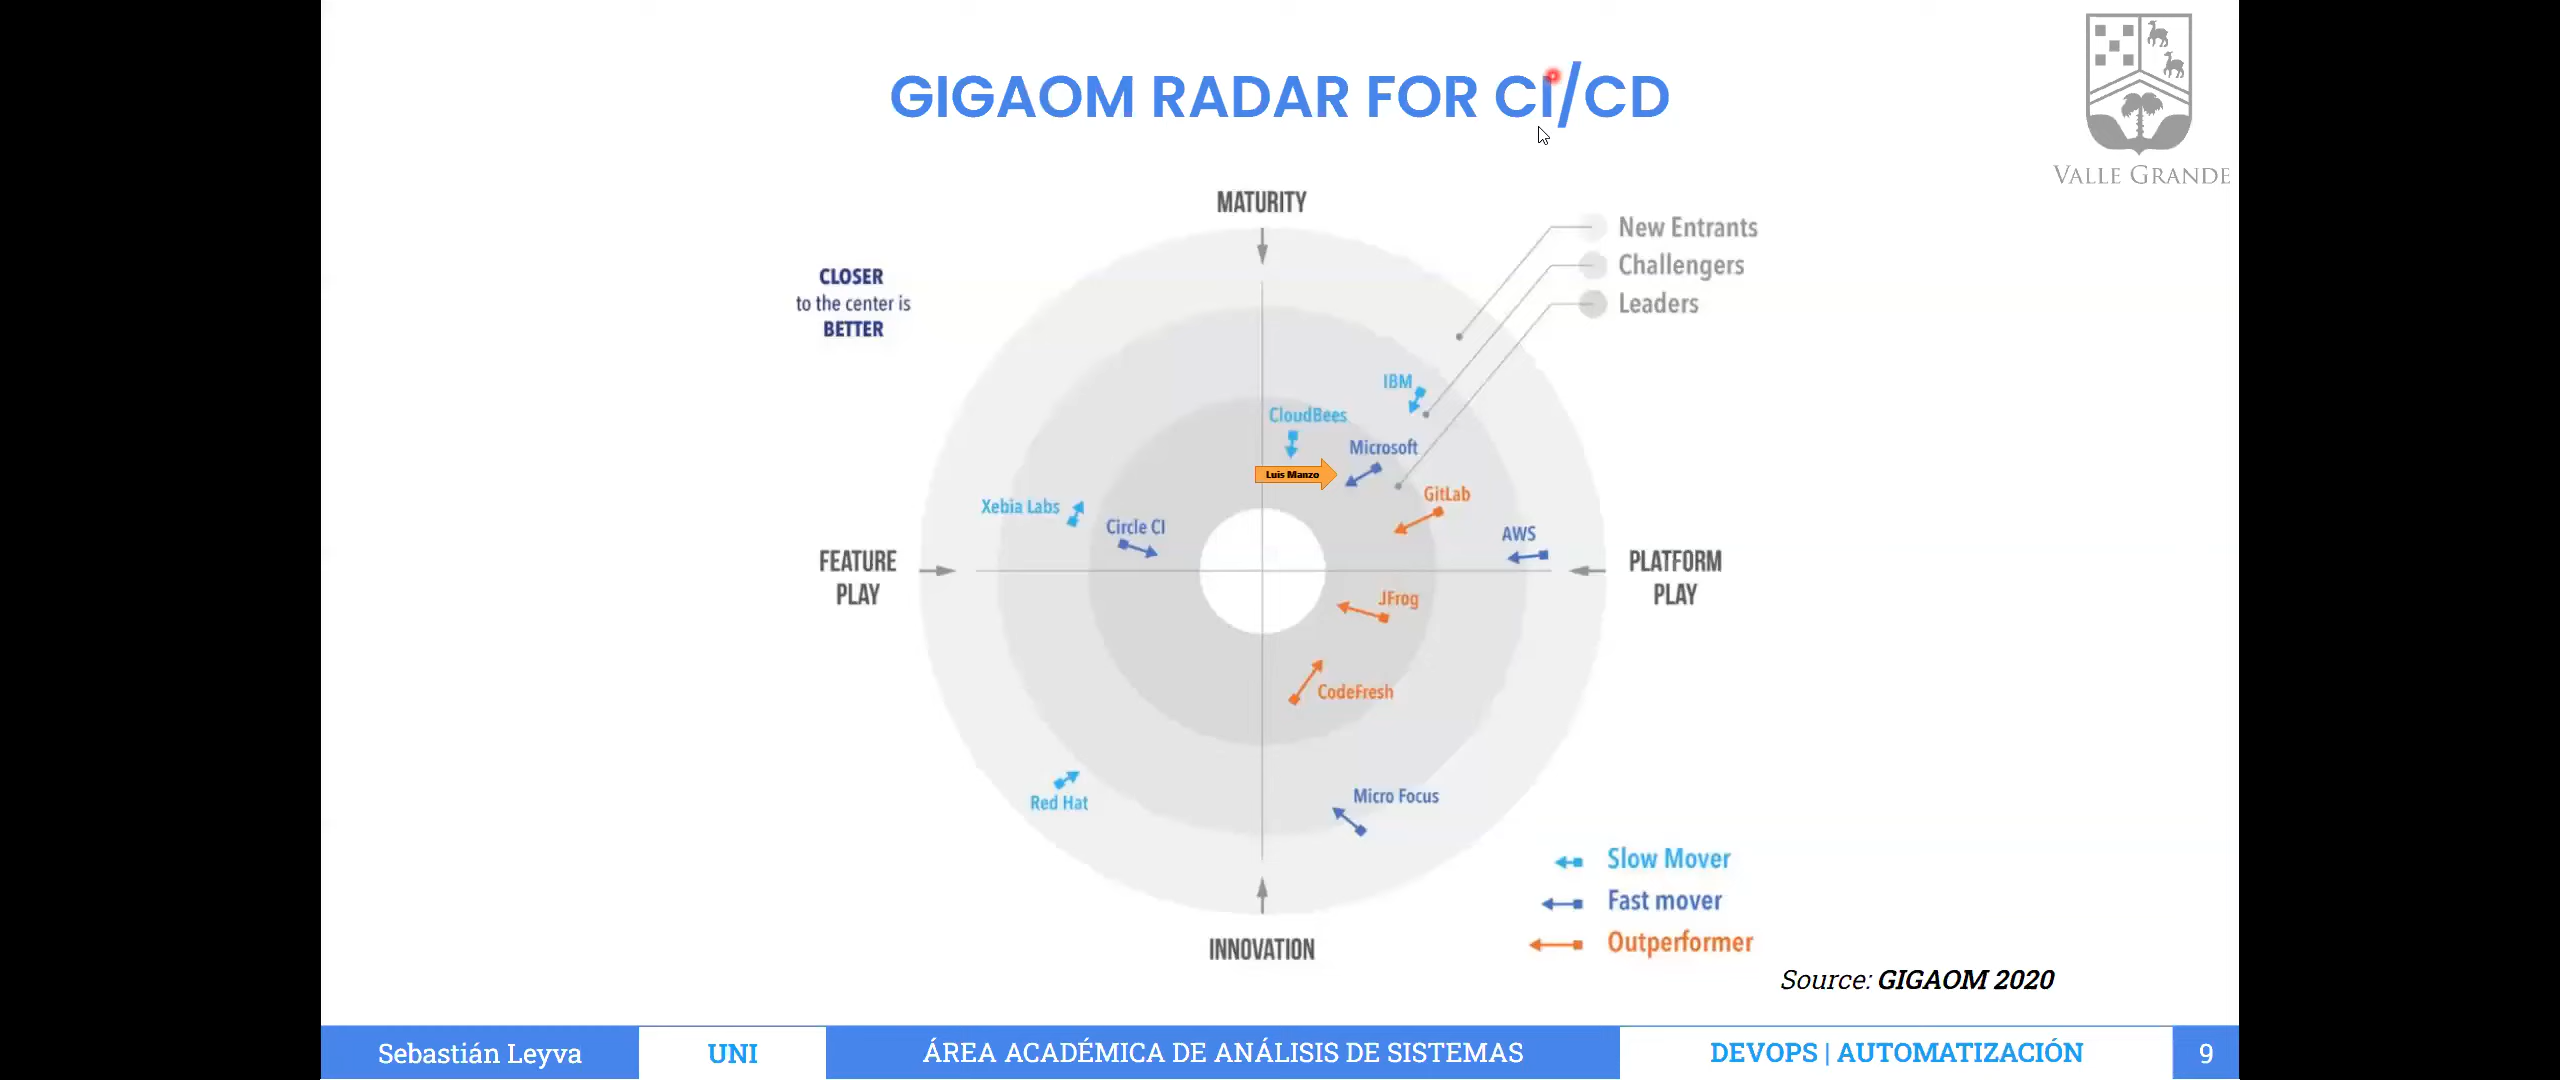 GIGAOM RADAR FOR CI/CD
VALLE GRANDE
MATURITY
New Entrants
Challengers
Leaders
CLOSER
to the center is
BETTER
IBM
CloudBees
Microsoft
Luis Manzo
GitLab
Xebia Labs
Circle CI
AWS
FEATURE
PLAY
PLATFORM
PLAY
JFrog
CodeFresh
Red Hat
Micro Focus
Slow Mover
Fast mover
Outperformer
INNOVATION
Source: GIGAOM 2020
Sebastián Leyva
UNI
ÁREA ACADÉMICA DE ANÁLISIS DE SISTEMAS
DEVOPS | AUTOMATIZACIÓN
9